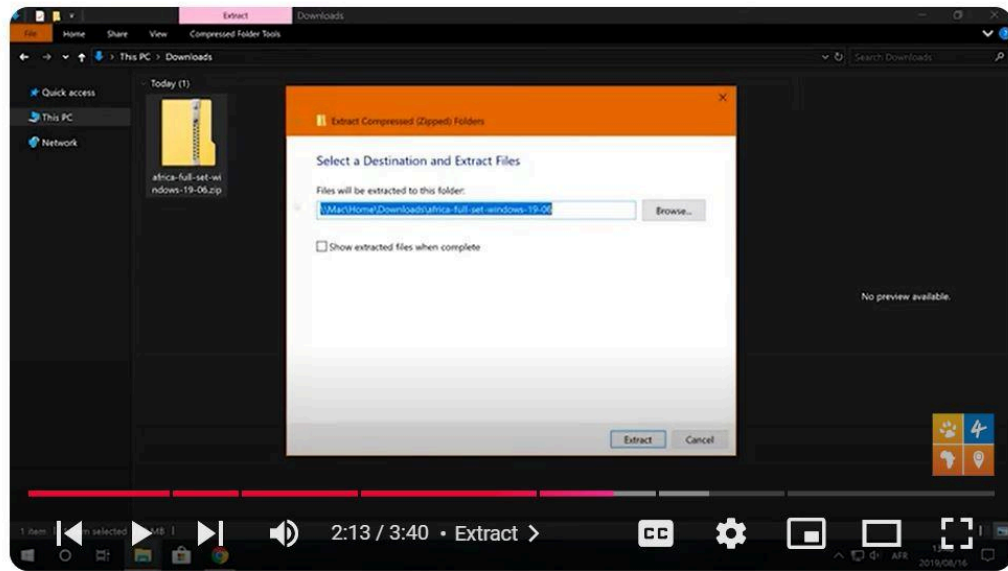 Extract Downloads
File Home Share View Compressed Folder Tools
This PC > Downloads
Search Downloads
Quick access
This PC
Network
Today (1)
africa-full-set-wi
ndows-19-06.zip
Extract Compressed (Zipped) Folders
Select a Destination and Extract Files
Files will be extracted to this folder:
\\Mac\Home\Downloads\africa-full-set-windows-19-06
Browse...
Show extracted files when complete
No preview available.
Extract Cancel
4
1 item selected MB
2:13 / 3:40 • Extract >
CC
AFR
2019/08/16